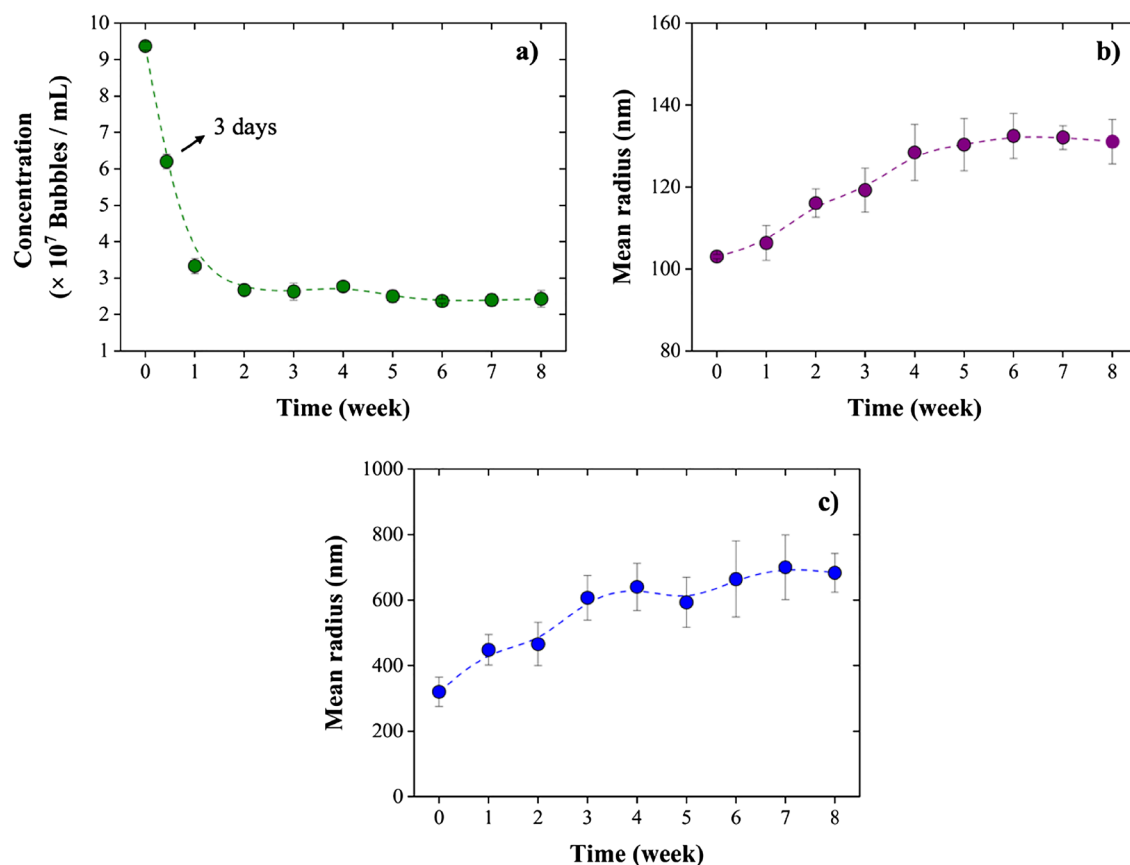 10
9
8
7
6
5
4
3
2
1
Concentration
(× 10⁷ Bubbles / mL)
a)
3 days
0 1 2 3 4 5 6 7 8
Time (week)
160
140
120
100
80
Mean radius (nm)
b)
0 1 2 3 4 5 6 7 8
Time (week)
1000
800
600
400
200
0
Mean radius (nm)
c)
0 1 2 3 4 5 6 7 8
Time (week)